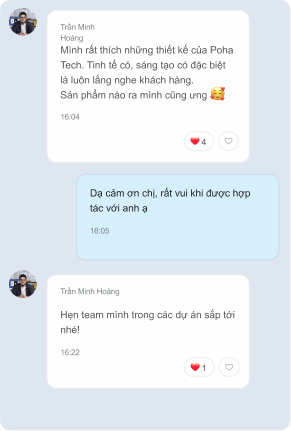 Trần Minh
Hoàng
Mình rất thích những thiết kế của Poha
Tech. Tinh tế có, sáng tạo có đặc biệt
là luôn lắng nghe khách hàng.
Sản phẩm nào ra mình cũng ưng 🥰
16:04
4
Dạ cảm ơn chị, rất vui khi được hợp
tác với anh ạ
16:05
Trần Minh Hoàng
Hẹn team mình trong các dự án sắp tới
nhé!
16:22
1